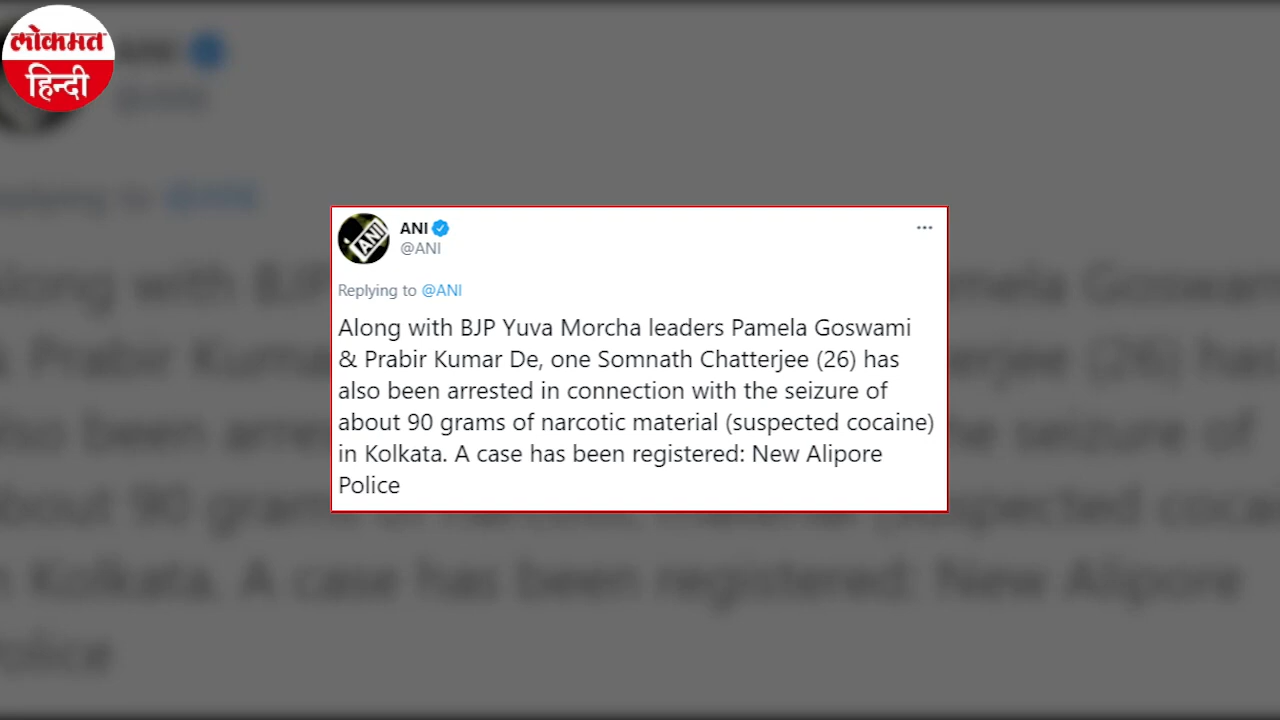 लोकमत
हिन्दी
ANI
ANI
@ANI
Replying to @ANI
Along with BJP Yuva Morcha leaders Pamela Goswami
& Prabir Kumar De, one Somnath Chatterjee (26) has
also been arrested in connection with the seizure of
about 90 grams of narcotic material (suspected cocaine)
in Kolkata. A case has been registered: New Alipore
Police